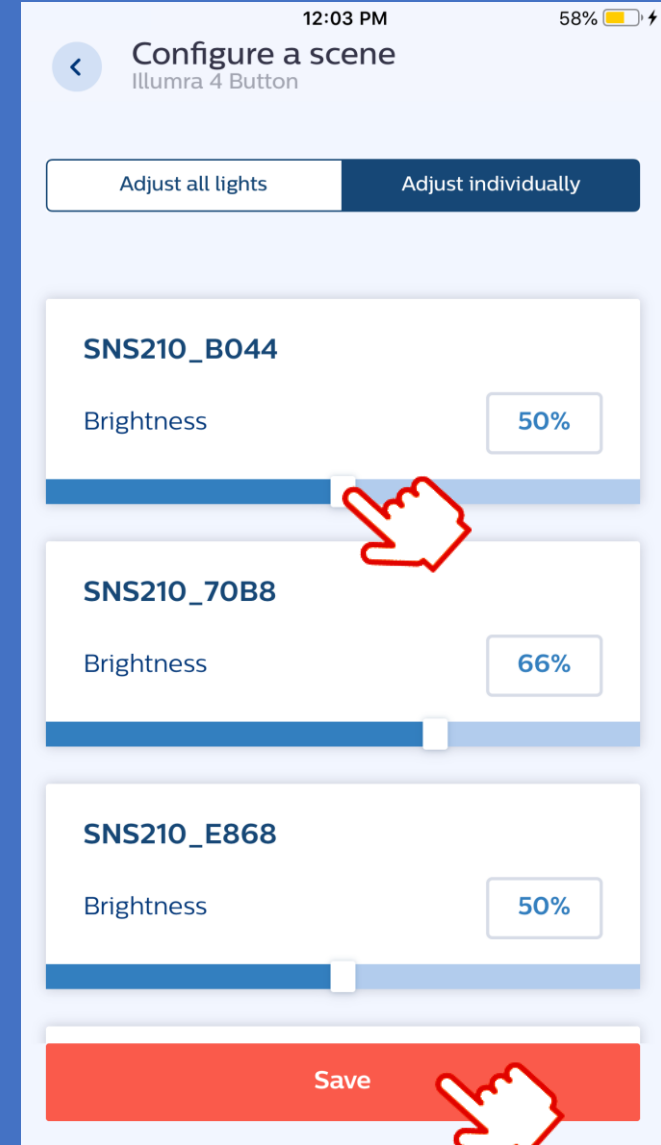 12:03 PM 58%
Configure a scene
Illumra 4 Button
Adjust all lights Adjust individually
SNS210_B044
Brightness 50%
SNS210_70B8
Brightness 66%
SNS210_E868
Brightness 50%
Save